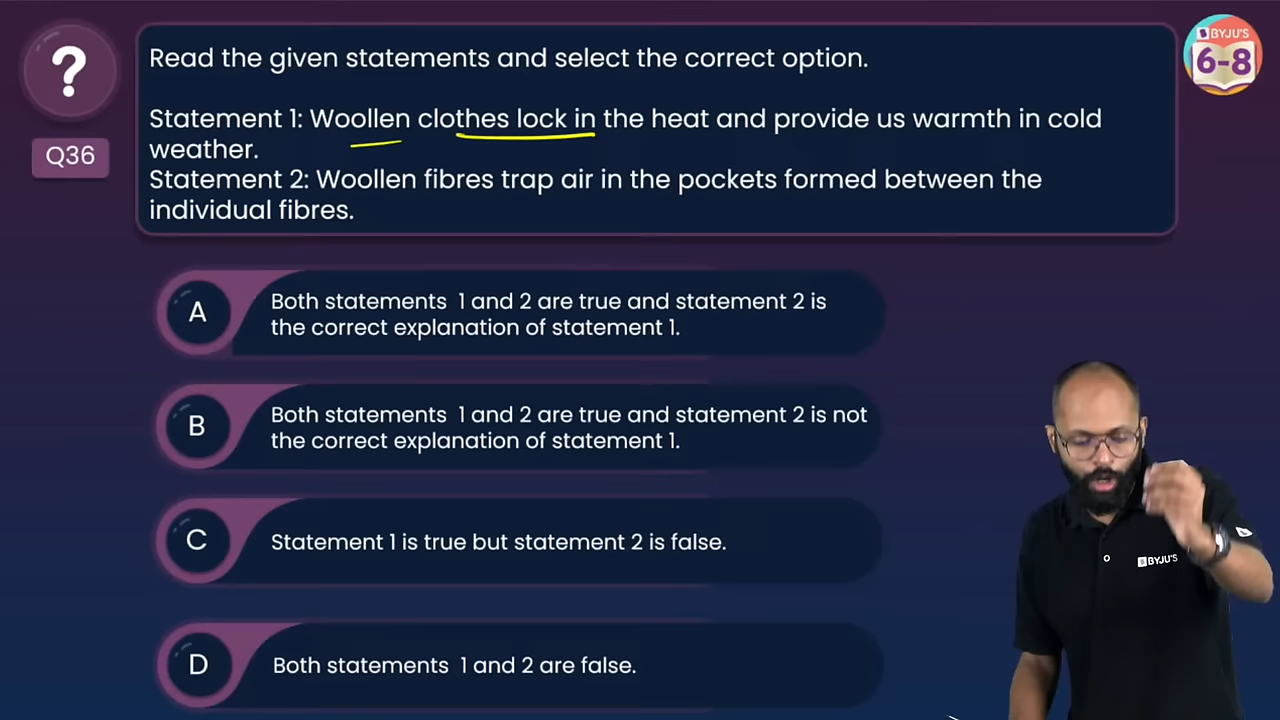 ?
BYJU'S
6-8
Q36
Read the given statements and select the correct option.
Statement 1: Woollen clothes lock in the heat and provide us warmth in cold
weather.
Statement 2: Woollen fibres trap air in the pockets formed between the
individual fibres.
A
Both statements 1 and 2 are true and statement 2 is
the correct explanation of statement 1.
B
Both statements 1 and 2 are true and statement 2 is not
the correct explanation of statement 1.
C
Statement 1 is true but statement 2 is false.
D
Both statements 1 and 2 are false.
BYJU'S